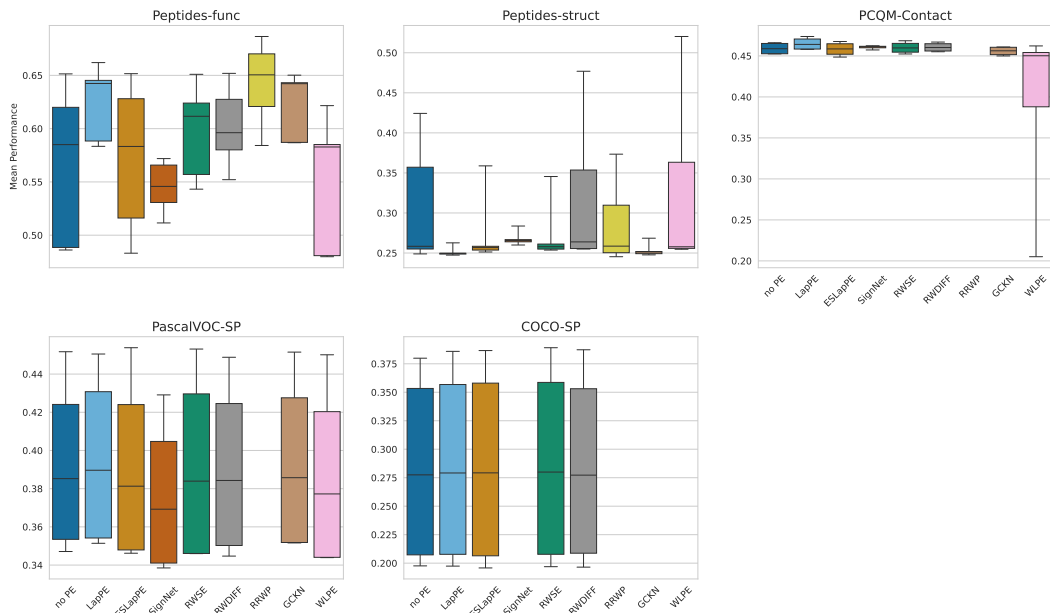 Peptides-func
Peptides-struct
PCQM-Contact
Mean Performance
0.65
0.60
0.55
0.50
0.50
0.45
0.40
0.35
0.30
0.25
0.45
0.40
0.35
0.30
0.25
0.20
no PE
LapPE
ESLapPE
SignNet
RWSE
RWDIFF
RRWP
GCKN
WLPE
PascalVOC-SP
COCO-SP
0.44
0.42
0.40
0.38
0.36
0.34
0.375
0.350
0.325
0.300
0.275
0.250
0.225
0.200
no PE
LapPE
ESLapPE
SignNet
RWSE
RWDIFF
RRWP
GCKN
WLPE
no PE
LapPE
ESLapPE
SignNet
RWSE
RWDIFF
RRWP
GCKN
WLPE